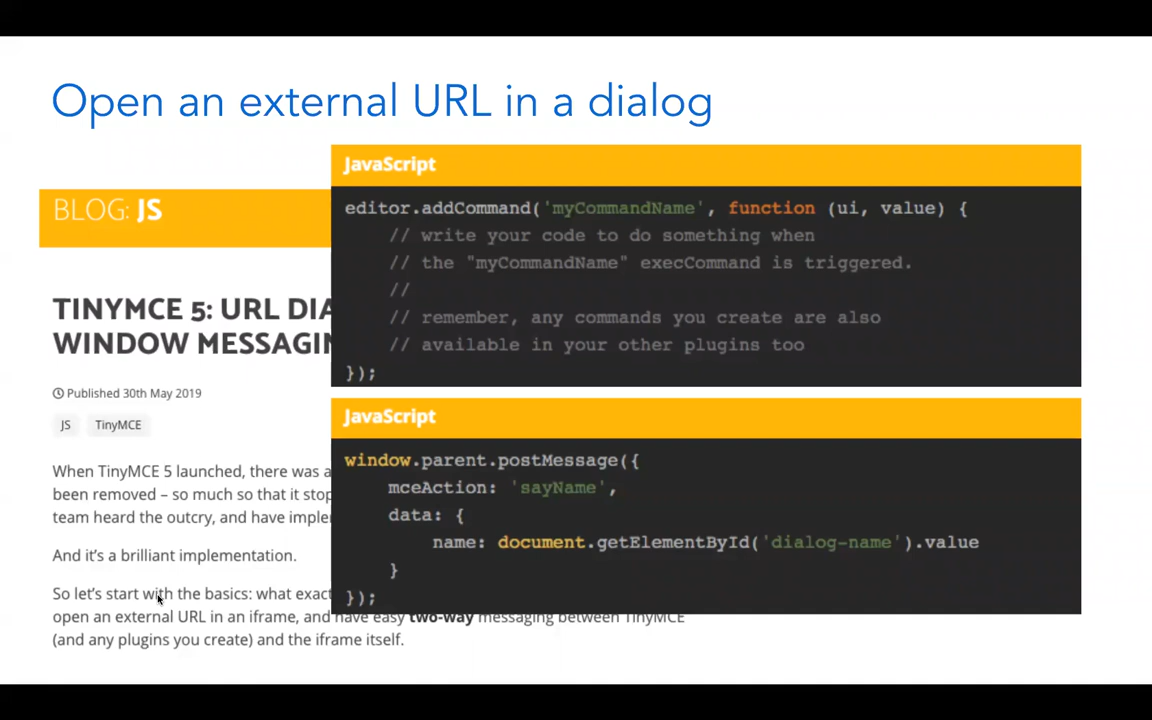 Open an external URL in a dialog
BLOG: JS
TINYMCE 5: URL
WINDOW
Published 30th May 2019
JS TinyMCE
When TinyMCE 5 launched, there was a
been removed – so much so that it stop
team heard the outcry, and have
And it's a brilliant implementation.
So let's start with the basics: what
open an external URL in an iframe, and have easy two-way messaging between TinyMCE
(and any plugins you create) and the iframe itself.
JavaScript
editor.addCommand('myCommandName', function (ui, value) {
// write your code to do something when
// the "myCommandName" execCommand is triggered.
//
// remember, any commands you create are also
// available in your other plugins too
});
JavaScript
window.parent.postMessage({
mceAction: 'sayName',
data: {
name: document.getElementById('dialog-name').value
}
});